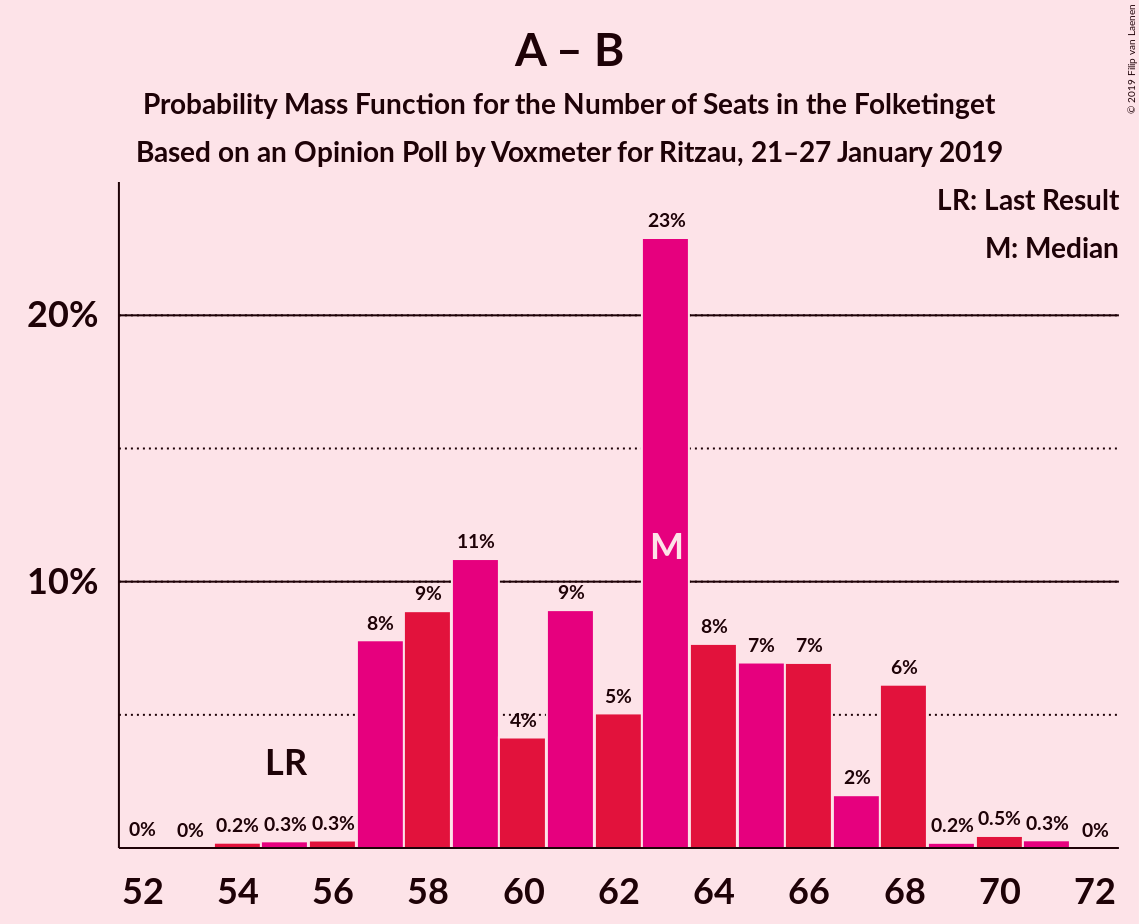 A – B
Probability Mass Function for the Number of Seats in the Folketinget
Based on an Opinion Poll by Voxmeter for Ritzau, 21–27 January 2019
© 2019 Filip van Laenen
LR: Last Result
M: Median
20%
10%
0% 0% 0.2% 0.3% 0.3% 8% 9% 11% 4% 9% 5% 23% 8% 7% 7% 2% 6% 0.2% 0.5% 0.3% 0%
LR
M
52 54 56 58 60 62 64 66 68 70 72